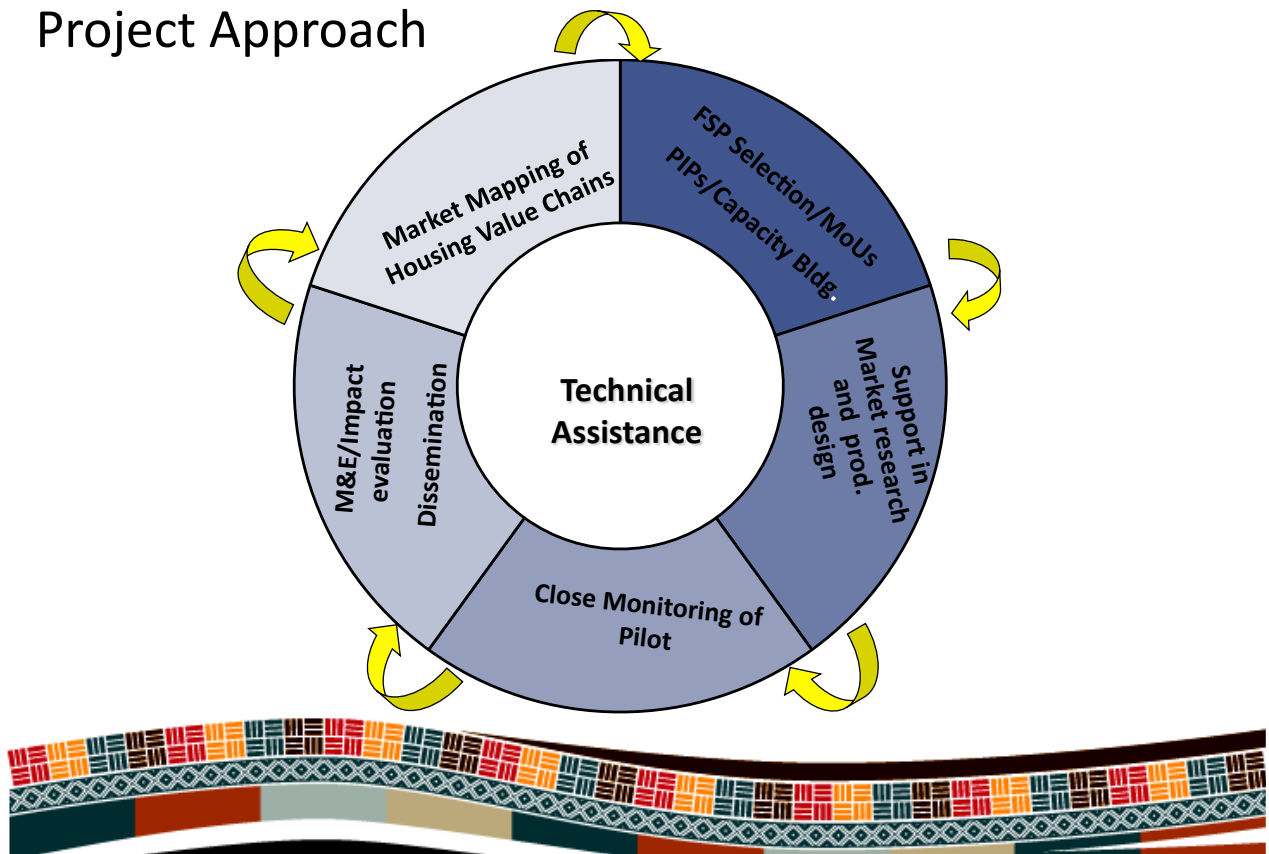 Project Approach
Market Mapping of
Housing Value Chains
FSP Selection/MoUs
PIPs/Capacity Bldg.
Support in
Market research
and prod.
design
Close Monitoring of
Pilot
M&E/Impact
evaluation
Dissemination
Technical
Assistance